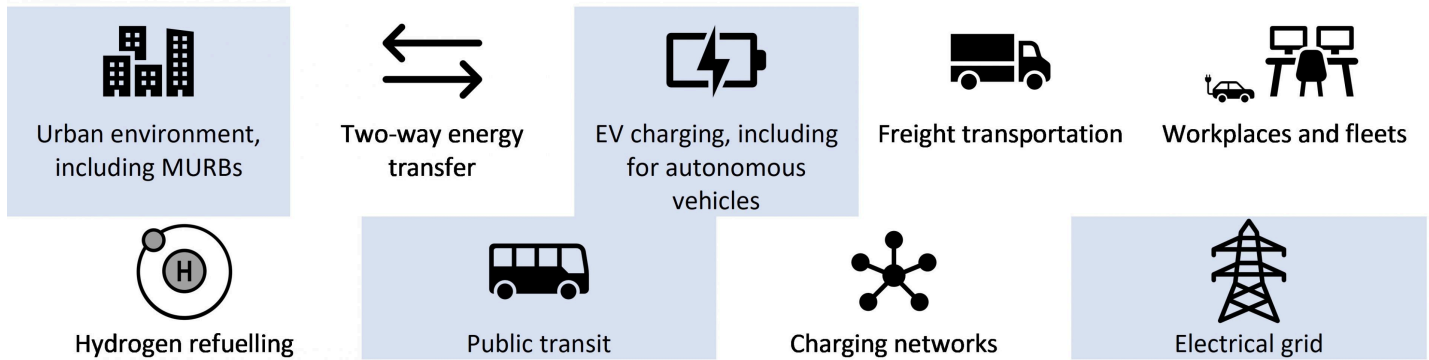 Urban environment,
including MURBs
Two-way energy
transfer
EV charging, including
for autonomous
vehicles
Freight transportation
Workplaces and fleets
H
Hydrogen refuelling
Public transit
Charging networks
Electrical grid